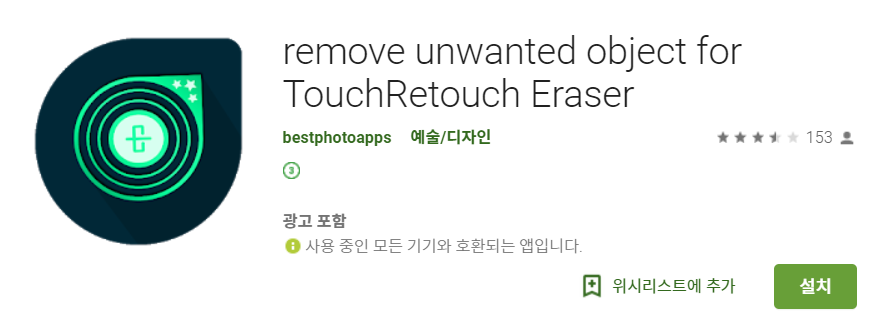 remove unwanted object for
TouchRetouch Eraser
bestphotoapps 예술/디자인
153
3
광고 포함
사용 중인 모든 기기와 호환되는 앱입니다.
위시리스트에 추가
설치